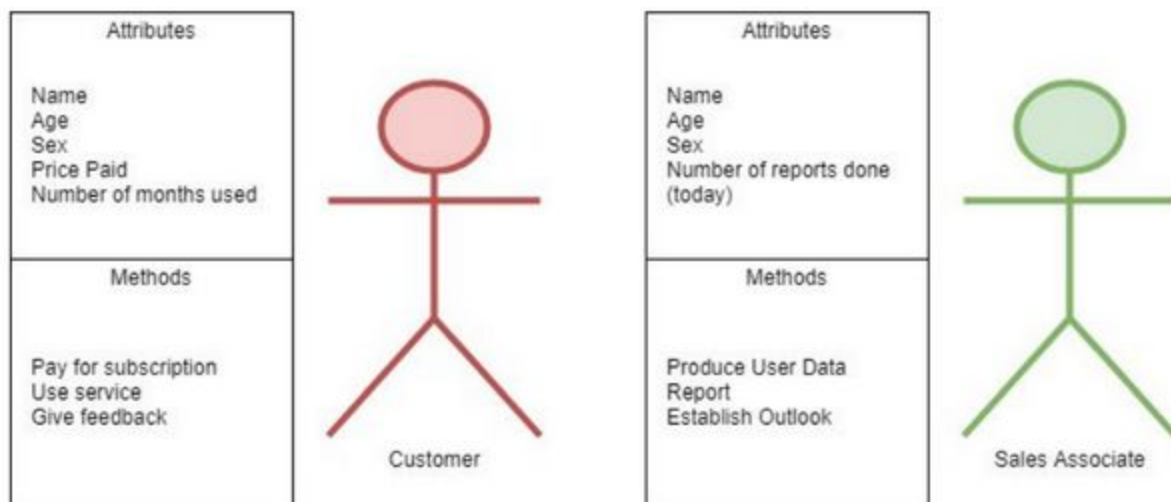 Attributes
Name
Age
Sex
Price Paid
Number of months used
Methods
Pay for subscription
Use service
Give feedback
Customer
Attributes
Name
Age
Sex
Number of reports done
(today)
Methods
Produce User Data
Report
Establish Outlook
Sales Associate